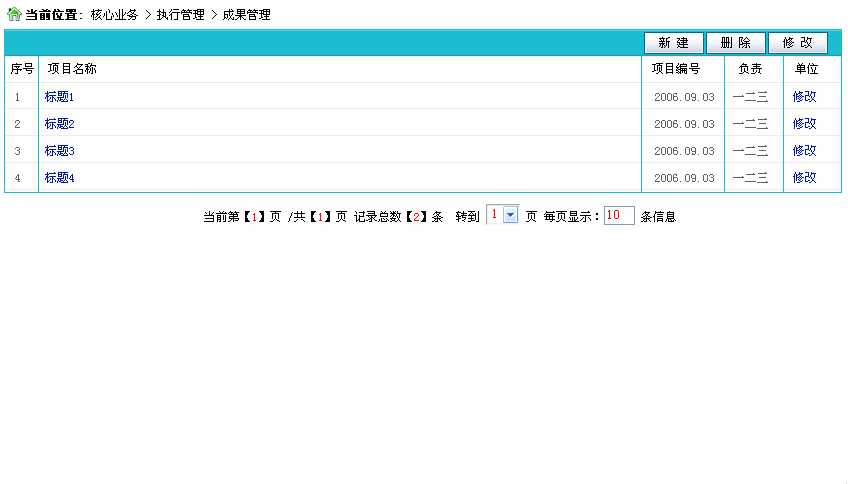 当前位置: 核心业务 > 执行管理 > 成果管理
新 建 删 除 修 改
序号 项目名称 项目编号 负责 单位
1 标题1 2006.09.03 一二三 修改
2 标题2 2006.09.03 一二三 修改
3 标题3 2006.09.03 一二三 修改
4 标题4 2006.09.03 一二三 修改
当前第【1】页 /共【1】页 记录总数【2】条 转到 1 页 每页显示: 10 条信息